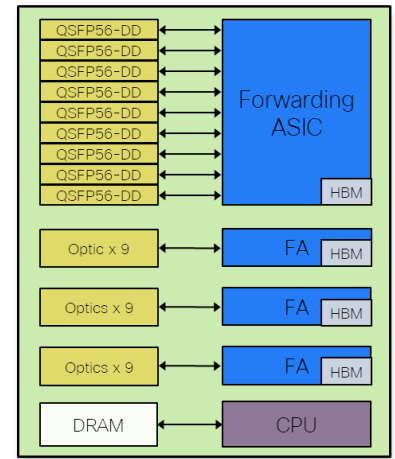 QSFP56-DD
QSFP56-DD
QSFP56-DD
QSFP56-DD
QSFP56-DD
QSFP56-DD
QSFP56-DD
QSFP56-DD
QSFP56-DD
Forwarding
ASIC
HBM
Optic x 9
FA
HBM
Optics x 9
FA
HBM
Optics x 9
FA
HBM
DRAM
CPU